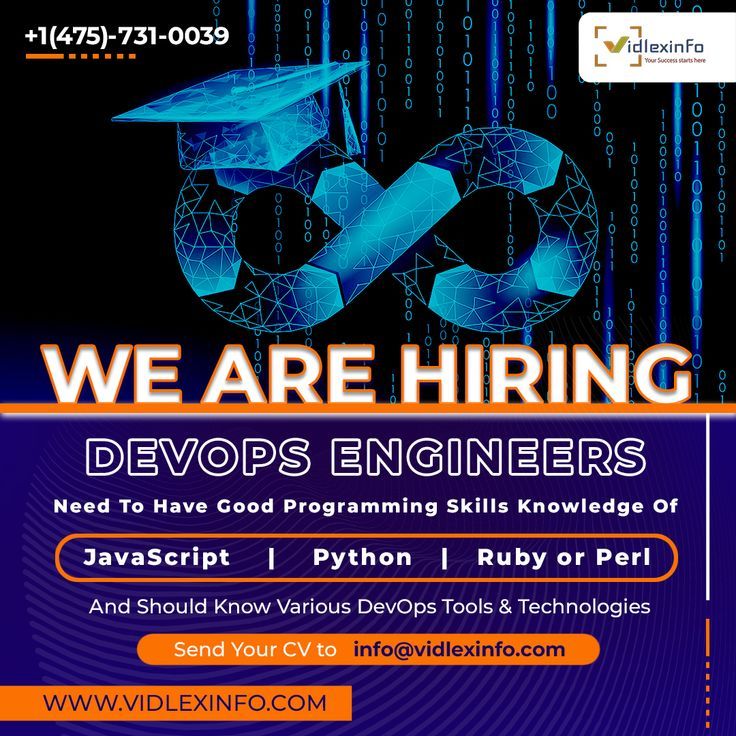 +1(475)-731-0039
Vidlexinfo
Your Success starts here
WE ARE HIRING
DEVOPS ENGINEERS
Need To Have Good Programming Skills Knowledge Of
JavaScript | Python | Ruby or Perl
And Should Know Various DevOps Tools & Technologies
Send Your CV to info@vidlexinfo.com
WWW.VIDLEXINFO.COM